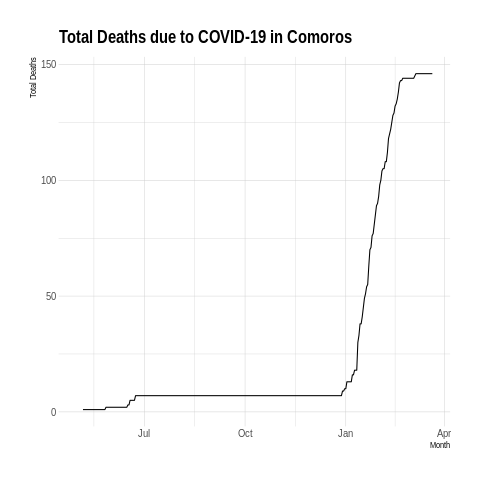 Total Deaths due to COVID-19 in Comoros
Total Deaths
150
100
50
0
Jul
Oct
Jan
Apr
Month